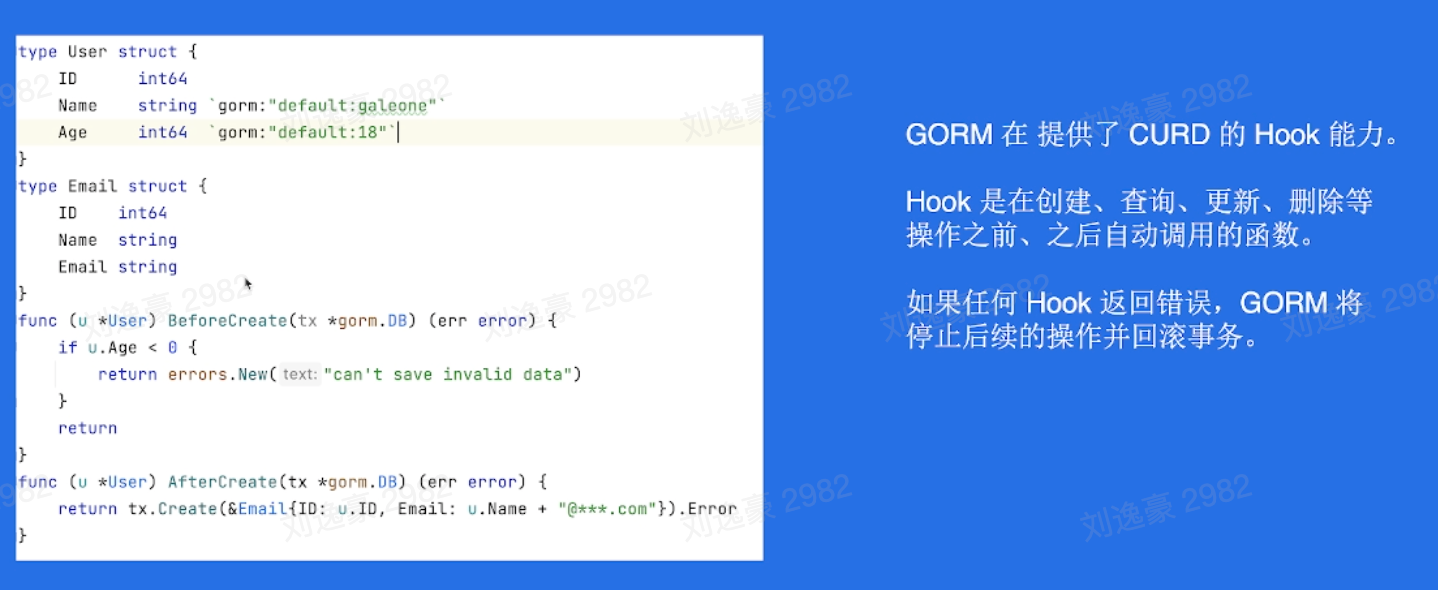 type User struct {
    ID      int64
    Name    string `gorm:"default:galeone"`
    Age     int64  `gorm:"default:18"`
}
type Email struct {
    ID    int64
    Name  string
    Email string
}
func (u *User) BeforeCreate(tx *gorm.DB) (err error) {
    if u.Age < 0 {
        return errors.New( text: "can't save invalid data")
    }
    return
}
func (u *User) AfterCreate(tx *gorm.DB) (err error) {
    return tx.Create(&Email{ID: u.ID, Email: u.Name + "@***.com"}).Error
}
GORM 在 提供了 CURD 的 Hook 能力。
Hook 是在创建、查询、更新、删除等
操作之前、之后自动调用的函数。
如果任何 Hook 返回错误，GORM 将
停止后续的操作并回滚事务。
刘逸豪 2982